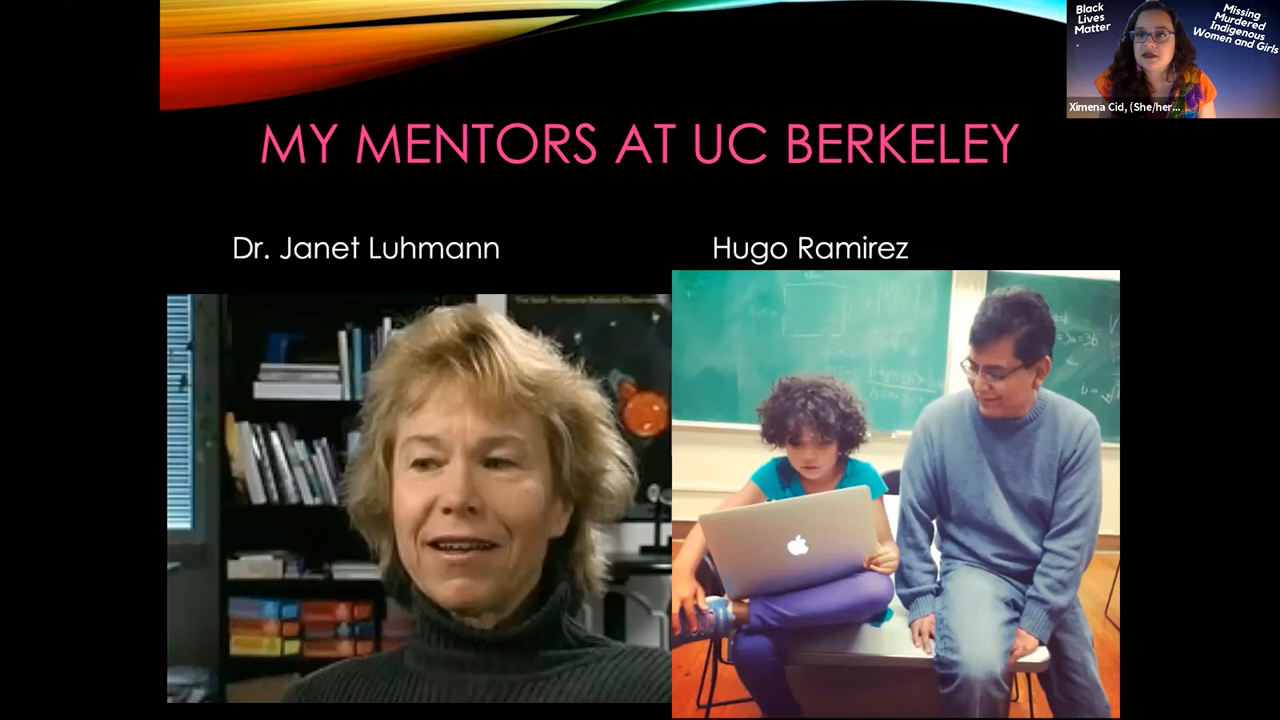 Black
Lives
Matter
Missing
Murdered
Indigenous
Women and Girls
Ximena Cid, (She/her...
MY MENTORS AT UC BERKELEY
Dr. Janet Luhmann
Hugo Ramirez